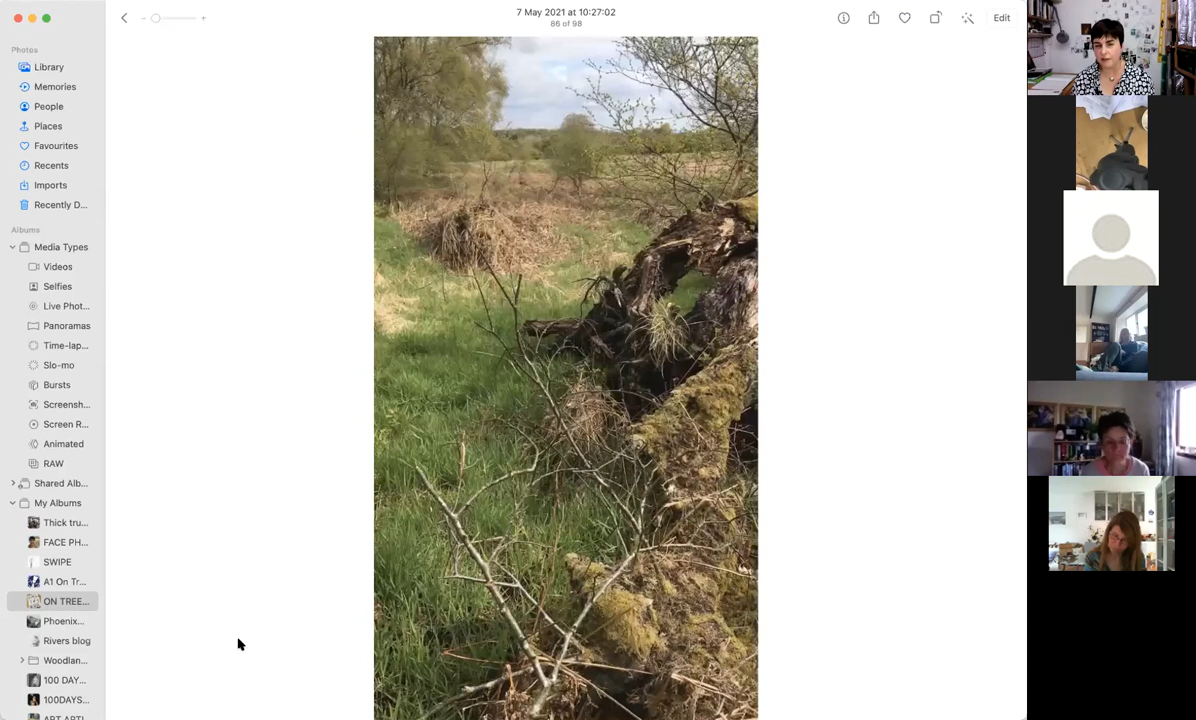 7 May 2021 at 10:27:02
86 of 98
Edit
Photos
Library
Memories
People
Places
Favourites
Recents
Imports
Recently D...
Albums
Media Types
Videos
Selfies
Live Phot...
Panoramas
Time-lap...
Slo-mo
Bursts
Screensh...
Screen R...
Animated
RAW
Shared Alb...
My Albums
Thick tru...
FACE PH...
SWIPE
A1 On Tr...
ON TREE...
Phoenix...
Rivers blog
Woodlan...
100 DAY...
100DAYS...